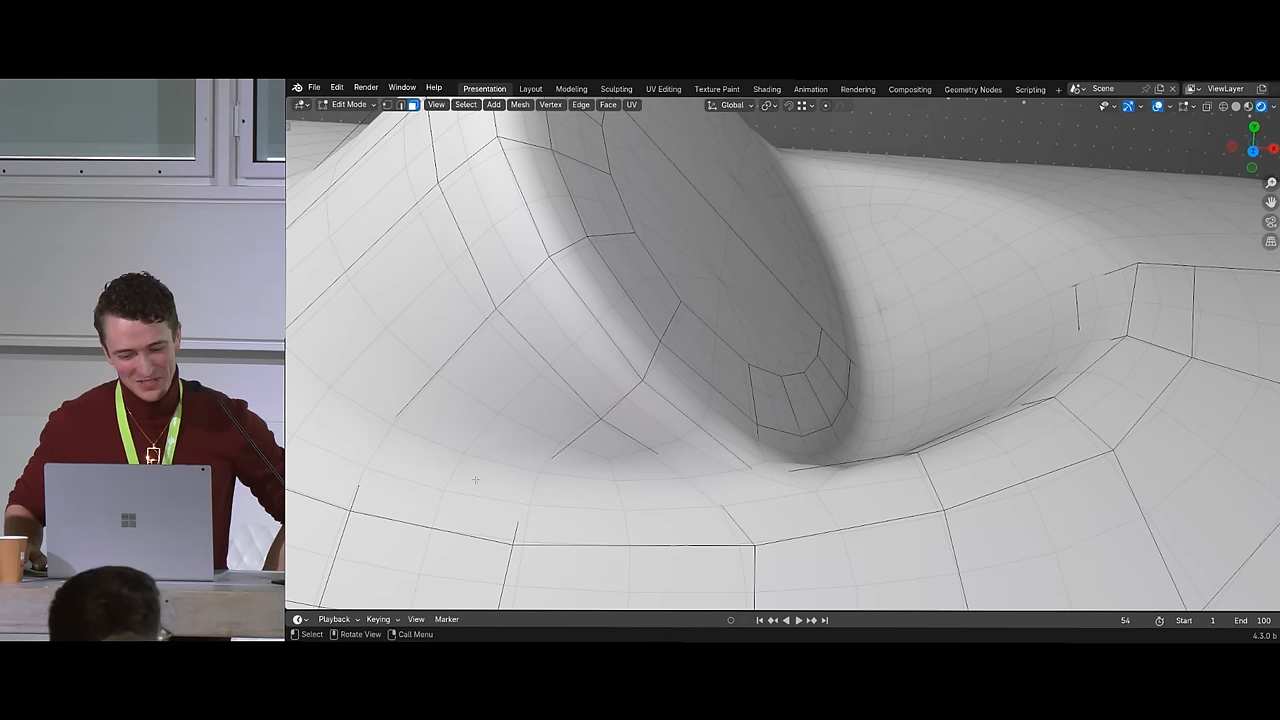 File Edit Render Window Help Presentation Layout Modeling Sculpting UV Editing Texture Paint Shading Animation Rendering Compositing Geometry Nodes Scripting + Scene ViewLayer
Edit Mode View Select Add Mesh Vertex Edge Face UV Global
Y
X
Z
Playback Keying View Marker 54 Start 1 End 100
Select Rotate View Call Menu 4.3.0 b